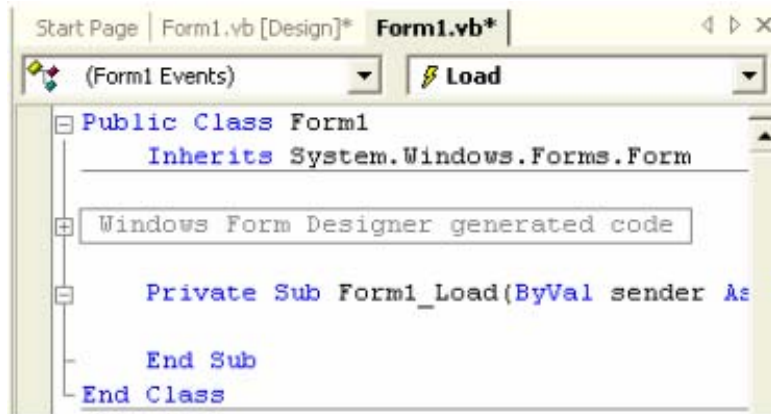 Start Page Form1.vb [Design]* Form1.vb*
(Form1 Events) Load
Public Class Form1
Inherits System.Windows.Forms.Form
Windows Form Designer generated code
Private Sub Form1_Load(ByVal sender As
End Sub
End Class